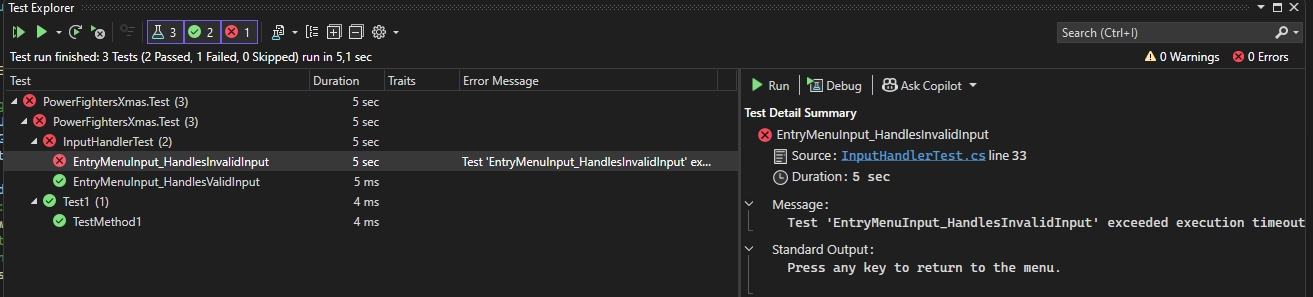 Test Explorer
3 2 1
Search (Ctrl+I)
Test run finished: 3 Tests (2 Passed, 1 Failed, 0 Skipped) run in 5,1 sec
0 Warnings 0 Errors
Test Duration Traits Error Message
PowerFightersXmas.Test (3) 5 sec
PowerFightersXmas.Test (3) 5 sec
InputHandlerTest (2) 5 sec
EntryMenuInput_HandlesInvalidInput 5 sec Test 'EntryMenuInput_HandlesInvalidInput' ex...
EntryMenuInput_HandlesValidInput 5 ms
Test1 (1) 4 ms
TestMethod1 4 ms
Run Debug Ask Copilot
Test Detail Summary
EntryMenuInput_HandlesInvalidInput
Source: InputHandlerTest.cs line 33
Duration: 5 sec
Message:
Test 'EntryMenuInput_HandlesInvalidInput' exceeded execution timeout
Standard Output:
Press any key to return to the menu.